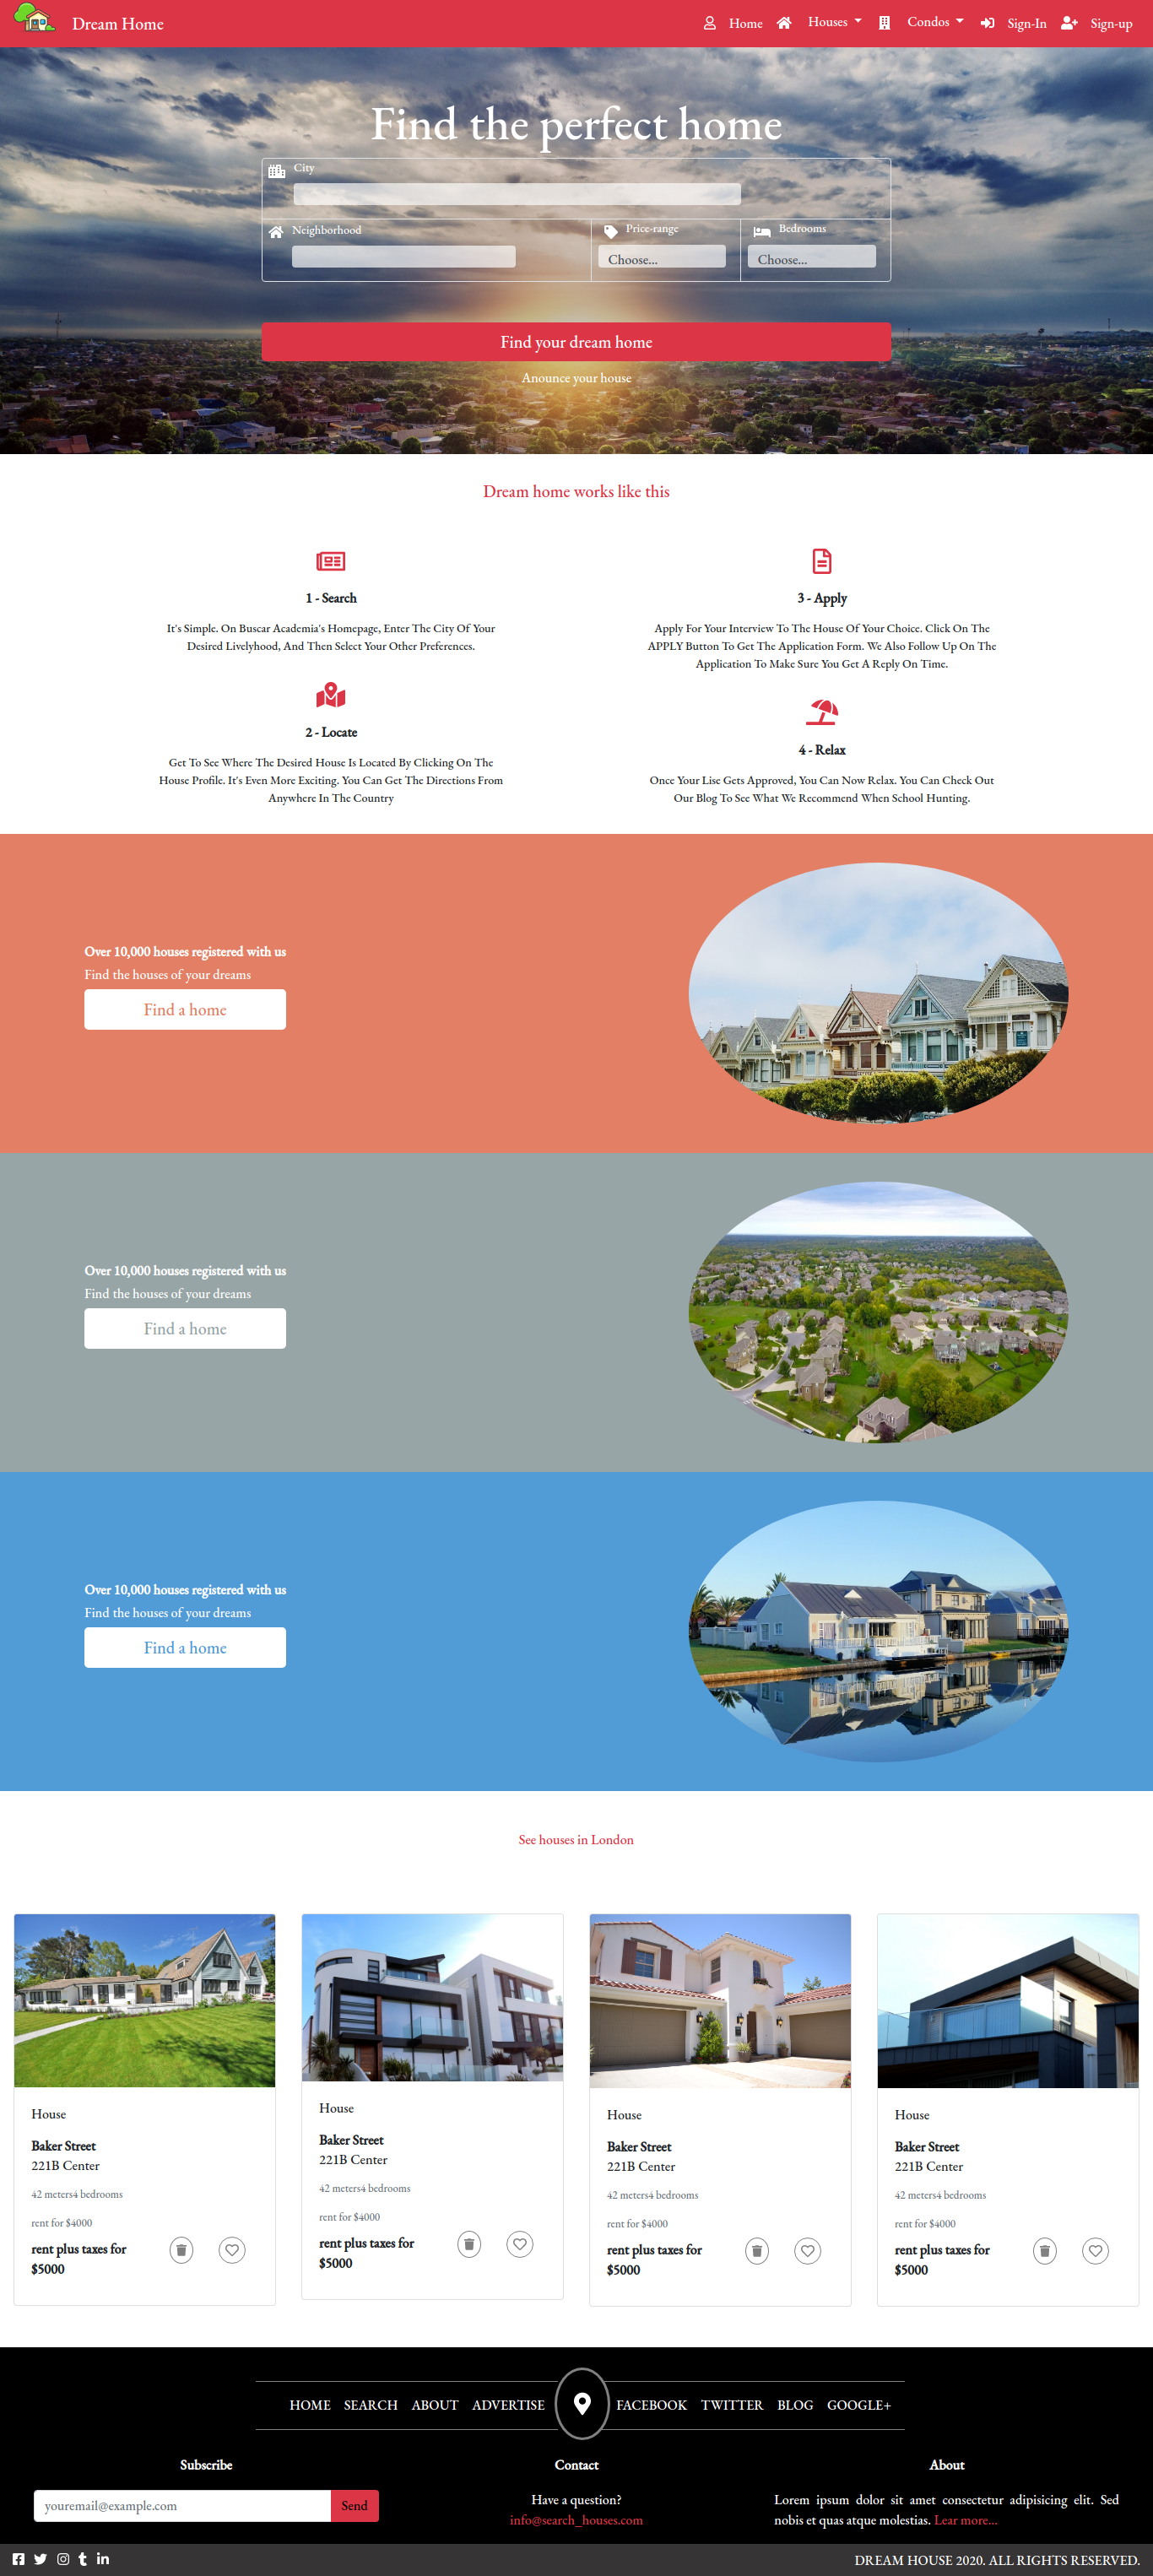 Dream Home
Home Houses Condos Sign-In Sign-up
Find the perfect home
City
Neighborhood Price-range Bedrooms
Choose... Choose...
Find your dream home
Anounce your house
Dream home works like this
1 - Search
It's Simple. On Buscar Academia's Homepage, Enter The City Of Your
Desired Livelyhood, And Then Select Your Other Preferences.
2 - Locate
Get To See Where The Desired House Is Located By Clicking On The
House Profile. It's Even More Exciting. You Can Get The Directions From
Anywhere In The Country
3 - Apply
Apply For Your Interview To The House Of Your Choice. Click On The
APPLY Button To Get The Application Form. We Also Follow Up On The
Application To Make Sure You Get A Reply On Time.
4 - Relax
Once Your Lise Gets Approved, You Can Now Relax. You Can Check Out
Our Blog To See What We Recommend When School Hunting.
Over 10,000 houses registered with us
Find the houses of your dreams
Find a home
Over 10,000 houses registered with us
Find the houses of your dreams
Find a home
Over 10,000 houses registered with us
Find the houses of your dreams
Find a home
See houses in London
House
Baker Street
221B Center
42 meters4 bedrooms
rent for $4000
rent plus taxes for
$5000
House
Baker Street
221B Center
42 meters4 bedrooms
rent for $4000
rent plus taxes for
$5000
House
Baker Street
221B Center
42 meters4 bedrooms
rent for $4000
rent plus taxes for
$5000
House
Baker Street
221B Center
42 meters4 bedrooms
rent for $4000
rent plus taxes for
$5000
HOME SEARCH ABOUT ADVERTISE FACEBOOK TWITTER BLOG GOOGLE+
Subscribe
youremail@example.com Send
Contact
Have a question?
info@search_houses.com
About
Lorem ipsum dolor sit amet consectetur adipisicing elit. Sed
nobis et quas atque molestias. Lear more...
DREAM HOUSE 2020. ALL RIGHTS RESERVED.